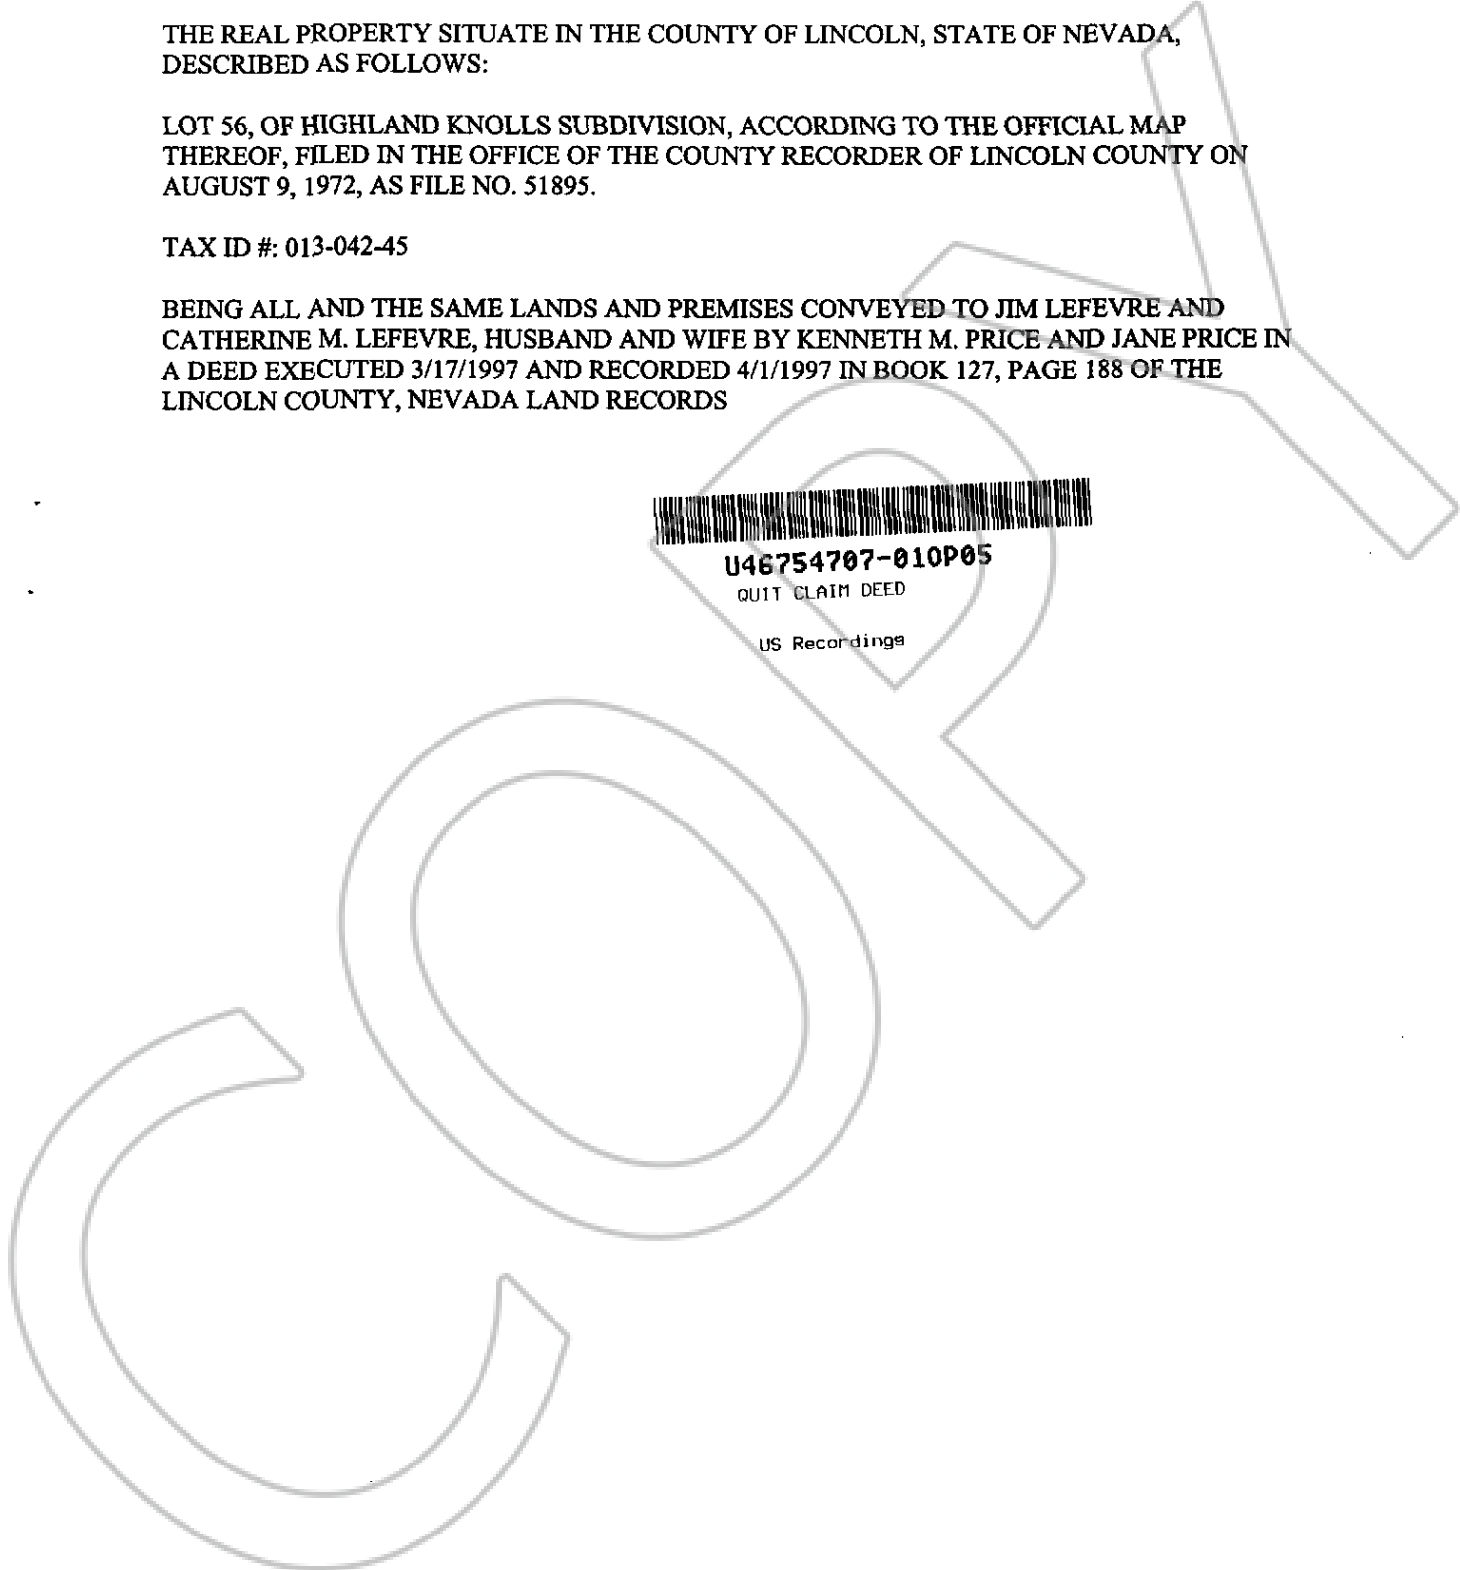 THE REAL PROPERTY SITUATE IN THE COUNTY OF LINCOLN, STATE OF NEVADA,
DESCRIBED AS FOLLOWS:
LOT 56, OF HIGHLAND KNOLLS SUBDIVISION, ACCORDING TO THE OFFICIAL MAP
THEREOF, FILED IN THE OFFICE OF THE COUNTY RECORDER OF LINCOLN COUNTY ON
AUGUST 9, 1972, AS FILE NO. 51895.
TAX ID #: 013-042-45
BEING ALL AND THE SAME LANDS AND PREMISES CONVEYED TO JIM LEFEVRE AND
CATHERINE M. LEFEVRE, HUSBAND AND WIFE BY KENNETH M. PRICE AND JANE PRICE IN
A DEED EXECUTED 3/17/1997 AND RECORDED 4/1/1997 IN BOOK 127, PAGE 188 OF THE
LINCOLN COUNTY, NEVADA LAND RECORDS
U46754707-010P05
QUIT CLAIM DEED
US Recordings
COPY